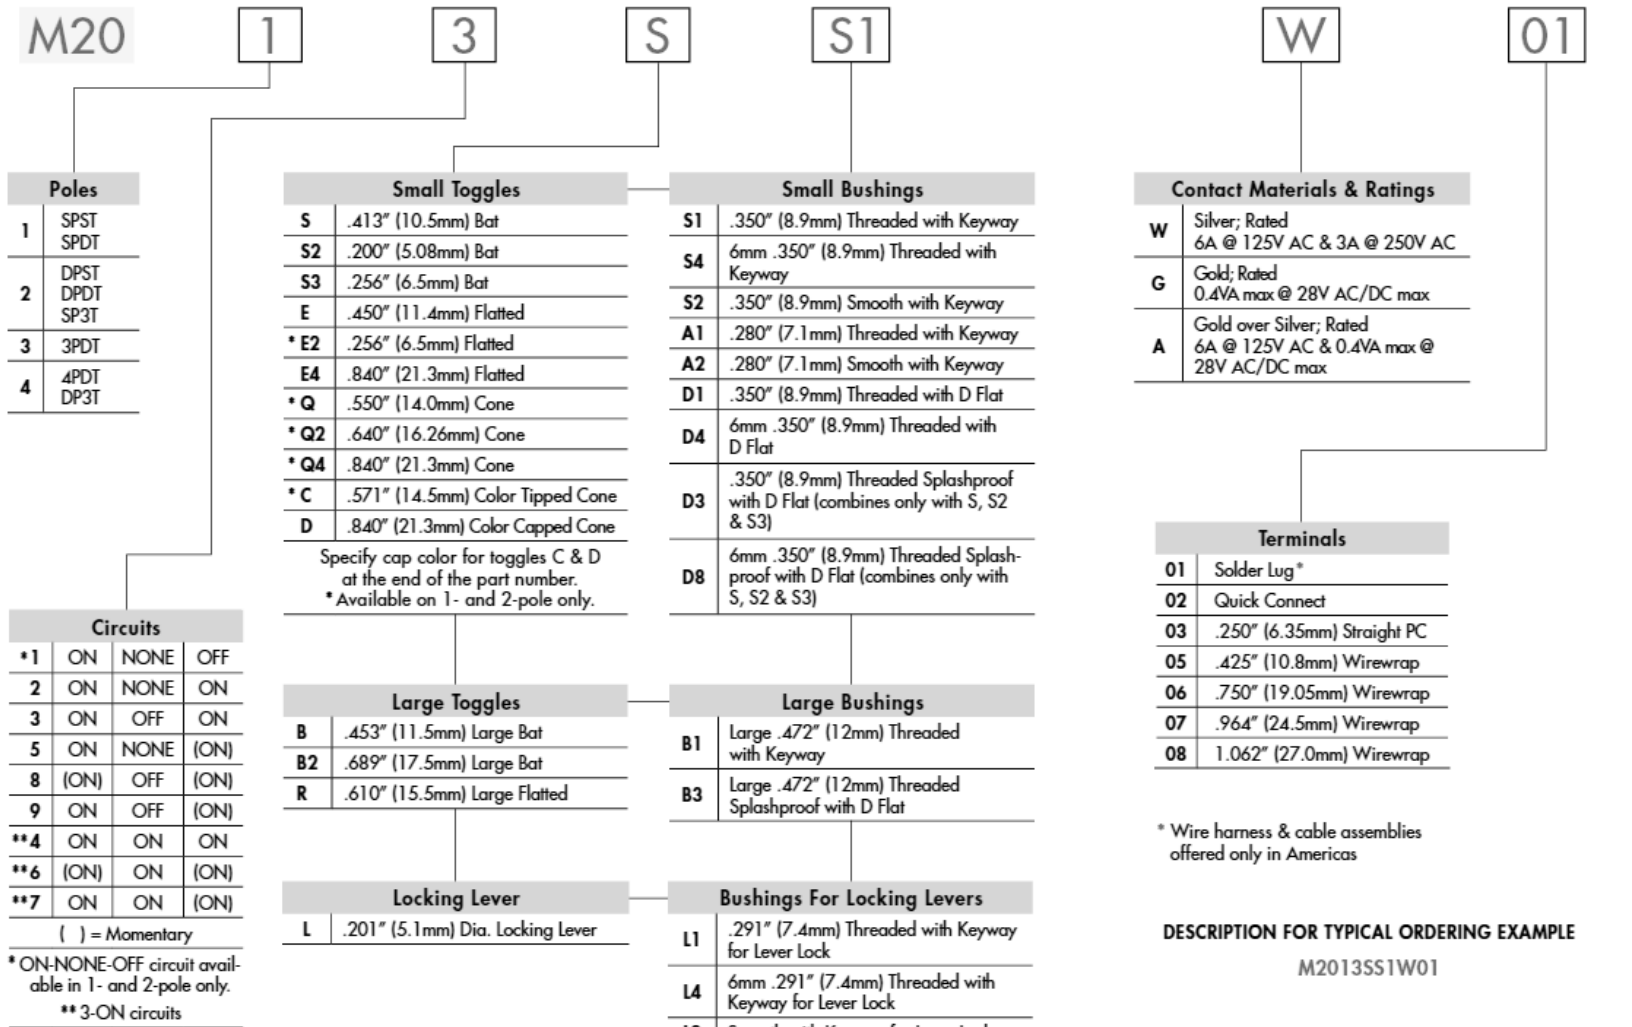 M20 1 3 S S1 W 01
Poles
1 SPST
SPDT
2 DPST
DPDT
SP3T
3 3PDT
4 4PDT
DP3T
Circuits
*1 ON NONE OFF
2 ON NONE ON
3 ON OFF ON
5 ON NONE (ON)
8 (ON) OFF (ON)
9 ON OFF (ON)
**4 ON ON ON
**6 (ON) ON (ON)
**7 ON ON (ON)
( ) = Momentary
* ON-NONE-OFF circuit avail-
able in 1- and 2-pole only.
** 3-ON circuits
Small Toggles
S .413" (10.5mm) Bat
S2 .200" (5.08mm) Bat
S3 .256" (6.5mm) Bat
E .450" (11.4mm) Flatted
* E2 .256" (6.5mm) Flatted
E4 .840" (21.3mm) Flatted
* Q .550" (14.0mm) Cone
* Q2 .640" (16.26mm) Cone
* Q4 .840" (21.3mm) Cone
* C .571" (14.5mm) Color Tipped Cone
D .840" (21.3mm) Color Capped Cone
Specify cap color for toggles C & D
at the end of the part number.
* Available on 1- and 2-pole only.
Large Toggles
B .453" (11.5mm) Large Bat
B2 .689" (17.5mm) Large Bat
R .610" (15.5mm) Large Flatted
Locking Lever
L .201" (5.1mm) Dia. Locking Lever
Small Bushings
S1 .350" (8.9mm) Threaded with Keyway
S4 6mm .350" (8.9mm) Threaded with
Keyway
S2 .350" (8.9mm) Smooth with Keyway
A1 .280" (7.1mm) Threaded with Keyway
A2 .280" (7.1mm) Smooth with Keyway
D1 .350" (8.9mm) Threaded with D Flat
D4 6mm .350" (8.9mm) Threaded with
D Flat
D3 .350" (8.9mm) Threaded Splashproof
with D Flat (combines only with S, S2
& S3)
D8 6mm .350" (8.9mm) Threaded Splash-
proof with D Flat (combines only with
S, S2 & S3)
Large Bushings
B1 Large .472" (12mm) Threaded
with Keyway
B3 Large .472" (12mm) Threaded
Splashproof with D Flat
Bushings For Locking Levers
L1 .291" (7.4mm) Threaded with Keyway
for Lever Lock
L4 6mm .291" (7.4mm) Threaded with
Keyway for Lever Lock
Contact Materials & Ratings
W Silver; Rated
6A @ 125V AC & 3A @ 250V AC
G Gold; Rated
0.4VA max @ 28V AC/DC max
A Gold over Silver; Rated
6A @ 125V AC & 0.4VA max @
28V AC/DC max
Terminals
01 Solder Lug*
02 Quick Connect
03 .250" (6.35mm) Straight PC
05 .425" (10.8mm) Wirewrap
06 .750" (19.05mm) Wirewrap
07 .964" (24.5mm) Wirewrap
08 1.062" (27.0mm) Wirewrap
* Wire harness & cable assemblies
offered only in Americas
DESCRIPTION FOR TYPICAL ORDERING EXAMPLE
M2013SS1W01